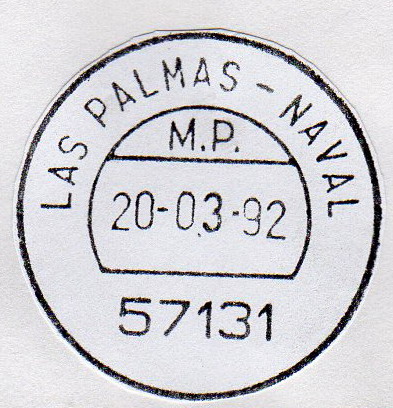 LAS PALMAS - NAVAL
M.P.
20-03-92
57131